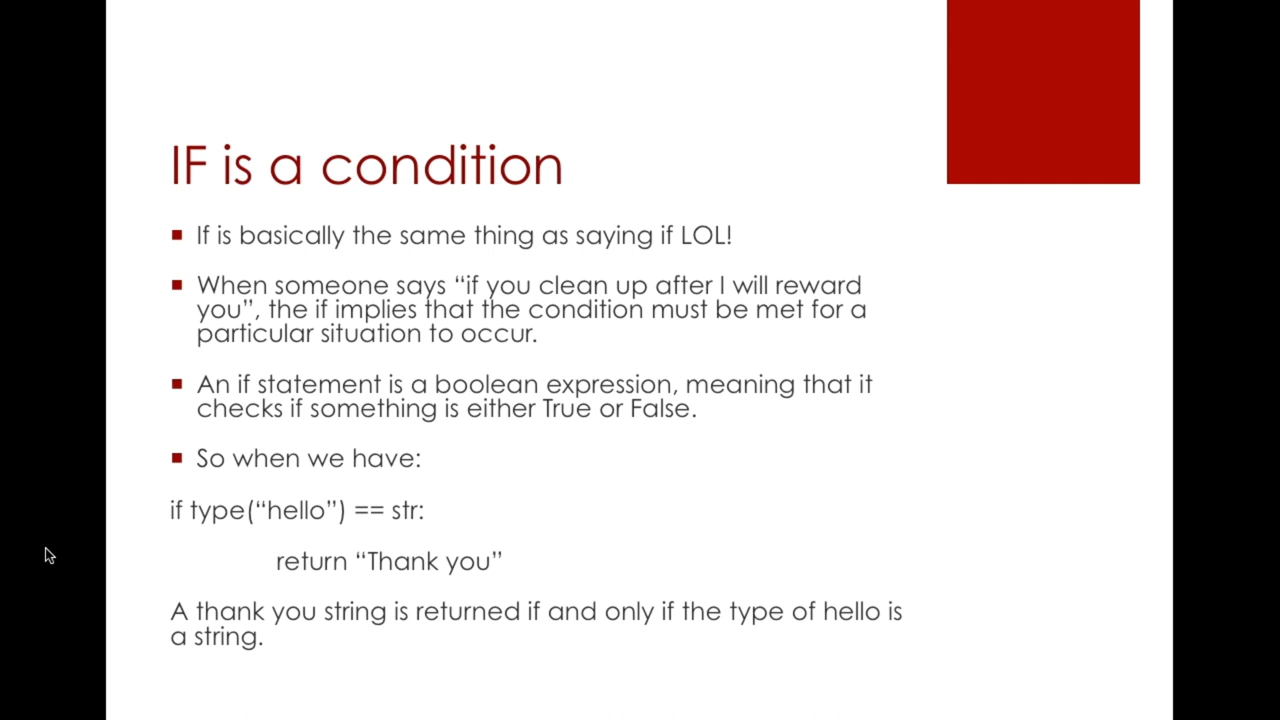 IF is a condition
If is basically the same thing as saying if LOL!
When someone says “if you clean up after I will reward
you”, the if implies that the condition must be met for a
particular situation to occur.
An if statement is a boolean expression, meaning that it
checks if something is either True or False.
So when we have:
if type(“hello”) == str:
return “Thank you”
A thank you string is returned if and only if the type of hello is
a string.